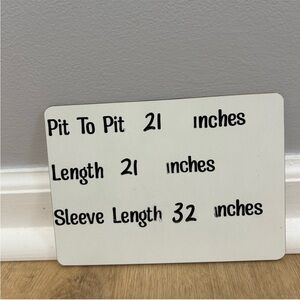 Pit To Pit 21 inches
Length 21 inches
Sleeve Length 32 inches